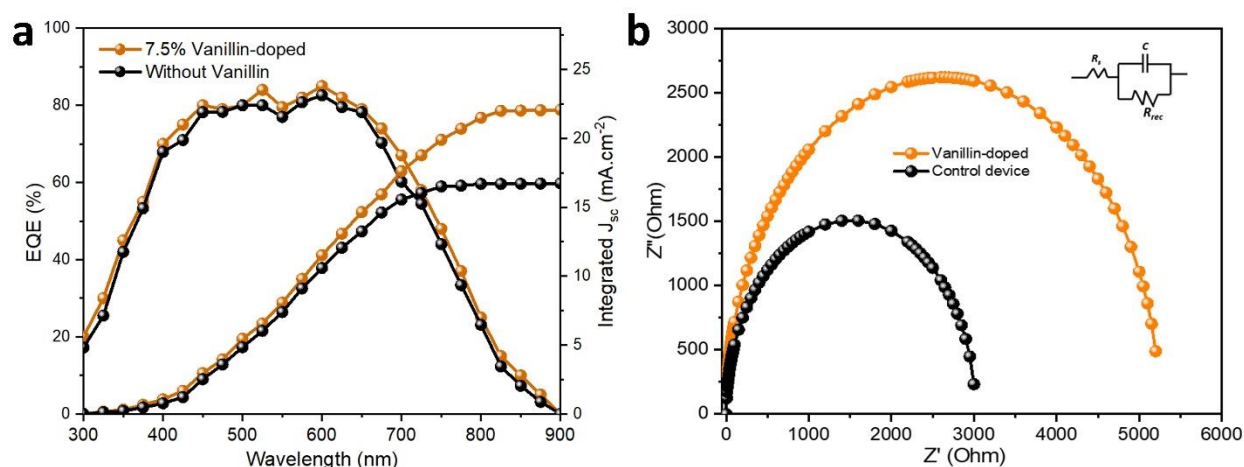 a
100
80
60
40
20
0
EQE (%)
7.5% Vanillin-doped
Without Vanillin
25
20
15
10
5
0
Integrated Jsc (mA.cm-2)
300 400 500 600 700 800 900
Wavelength (nm)
b
3000
2500
2000
1500
1000
500
0
Z"(Ohm)
Vanillin-doped
Control device
Rs
C
Rrec
0 1000 2000 3000 4000 5000 6000
Z' (Ohm)